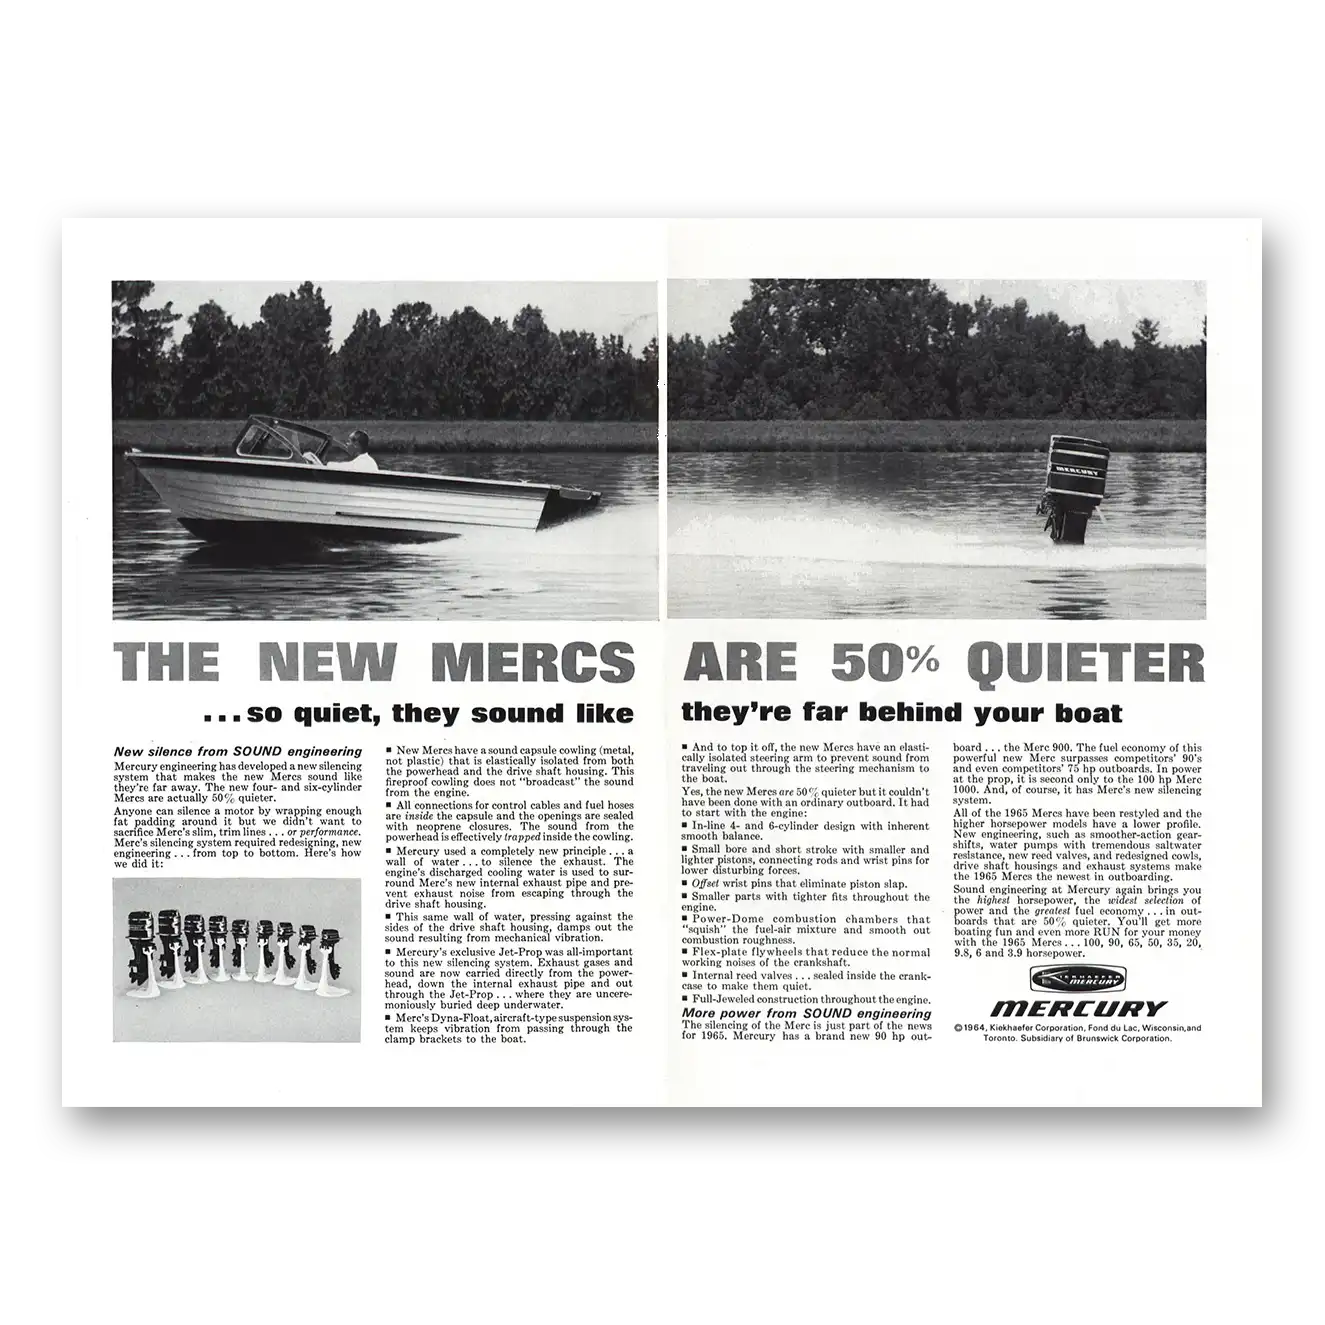 MERCURY
THE NEW MERCS ARE 50% QUIETER
...so quiet, they sound like they're far behind your boat
New silence from SOUND engineering
Mercury engineering has developed a new silencing
system that makes the new Mercs sound like
they're far away. The new four- and six-cylinder
Mercs are actually 50% quieter.
Anyone can silence a motor by wrapping enough
fat padding around it but we didn't want to
sacrifice Merc's slim, trim lines . . . or performance.
Merc's silencing system required redesigning, new
engineering . . . from top to bottom. Here's how
we did it:
■ New Mercs have a sound capsule cowling (metal,
not plastic) that is elastically isolated from both
the powerhead and the drive shaft housing. This
fireproof cowling does not "broadcast" the sound
from the engine.
■ All connections for control cables and fuel hoses
are inside the capsule and the openings are sealed
with neoprene closures. The sound from the
powerhead is effectively trapped inside the cowling.
■ Mercury used a completely new principle . . . a
wall of water . . . to silence the exhaust. The
engine's discharged cooling water is used to sur-
round Merc's new internal exhaust pipe and pre-
vent exhaust noise from escaping through the
drive shaft housing.
■ This same wall of water, pressing against the
sides of the drive shaft housing, damps out the
sound resulting from mechanical vibration.
■ Mercury's exclusive Jet-Prop was all-important
to this new silencing system. Exhaust gases and
sound are now carried directly from the power-
head, down the internal exhaust pipe and out
through the Jet-Prop . . . where they are uncere-
moniously buried deep underwater.
■ Merc's Dyna-Float, aircraft-type suspension sys-
tem keeps vibration from passing through the
clamp brackets to the boat.
■ And to top it off, the new Mercs have an elasti-
cally isolated steering arm to prevent sound from
traveling out through the steering mechanism to
the boat.
Yes, the new Mercs are 50% quieter but it couldn't
have been done with an ordinary outboard. It had
to start with the engine:
■ In-line 4- and 6-cylinder design with inherent
smooth balance.
■ Small bore and short stroke with smaller and
lighter pistons, connecting rods and wrist pins for
lower disturbing forces.
■ Offset wrist pins that eliminate piston slap.
■ Smaller parts with tighter fits throughout the
engine.
■ Power-Dome combustion chambers that
"squish" the fuel-air mixture and smooth out
combustion roughness.
■ Flex-plate flywheels that reduce the normal
working noises of the crankshaft.
■ Internal reed valves . . . sealed inside the crank-
case to make them quiet.
■ Full-Jeweled construction throughout the engine.
More power from SOUND engineering
The silencing of the Merc is just part of the news
for 1965. Mercury has a brand new 90 hp out-
board . . . the Merc 900. The fuel economy of this
powerful new Merc surpasses competitors' 90's
and even competitors' 75 hp outboards. In power
at the prop, it is second only to the 100 hp Merc
1000. And, of course, it has Merc's new silencing
system.
All of the 1965 Mercs have been restyled and the
higher horsepower models have a lower profile.
New engineering, such as smoother-action gear-
shifts, water pumps with tremendous saltwater
resistance, new reed valves, and redesigned cowls,
drive shaft housings and exhaust systems make
the 1965 Mercs the newest in outboarding.
Sound engineering at Mercury again brings you
the highest horsepower, the widest selection of
power and the greatest fuel economy . . . in out-
boards that are 50% quieter. You'll get more
boating fun and even more RUN for your money
with the 1965 Mercs . . . 100, 90, 65, 50, 35, 20,
9.8, 6 and 3.9 horsepower.
KIEKHAEFER
MERCURY
MERCURY
©1964, Kiekhaefer Corporation, Fond du Lac, Wisconsin, and
Toronto. Subsidiary of Brunswick Corporation.